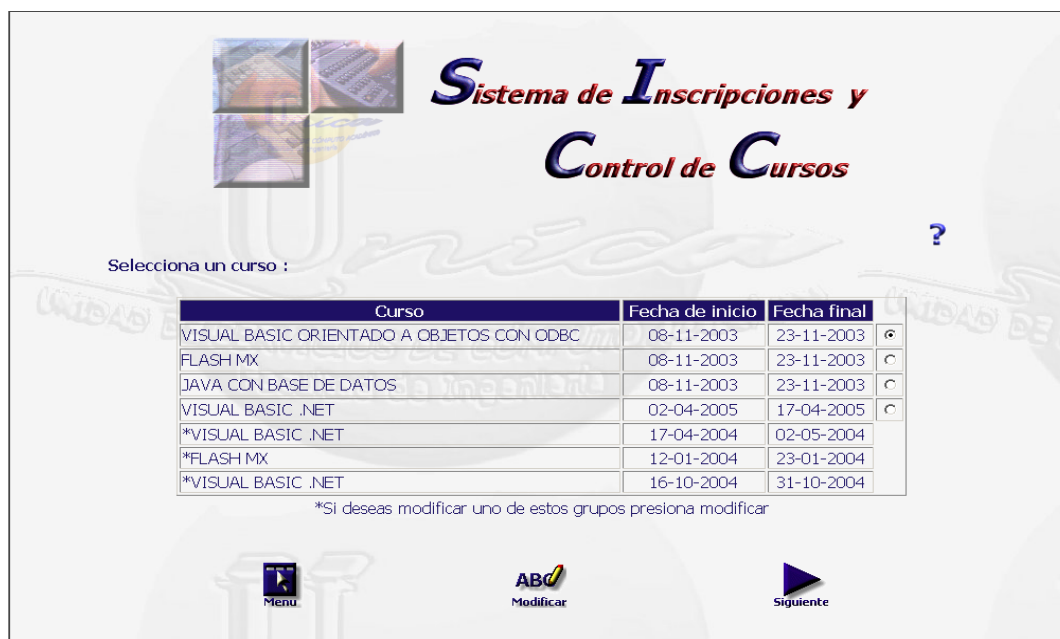 Sistema de Inscripciones y
Control de Cursos
?
Selecciona un curso :
Curso Fecha de inicio Fecha final
VISUAL BASIC ORIENTADO A OBJETOS CON ODBC 08-11-2003 23-11-2003
FLASH MX 08-11-2003 23-11-2003
JAVA CON BASE DE DATOS 08-11-2003 23-11-2003
VISUAL BASIC .NET 02-04-2005 17-04-2005
*VISUAL BASIC .NET 17-04-2004 02-05-2004
*FLASH MX 12-01-2004 23-01-2004
*VISUAL BASIC .NET 16-10-2004 31-10-2004
*Si deseas modificar uno de estos grupos presiona modificar
ABC
Menu Modificar Siguiente